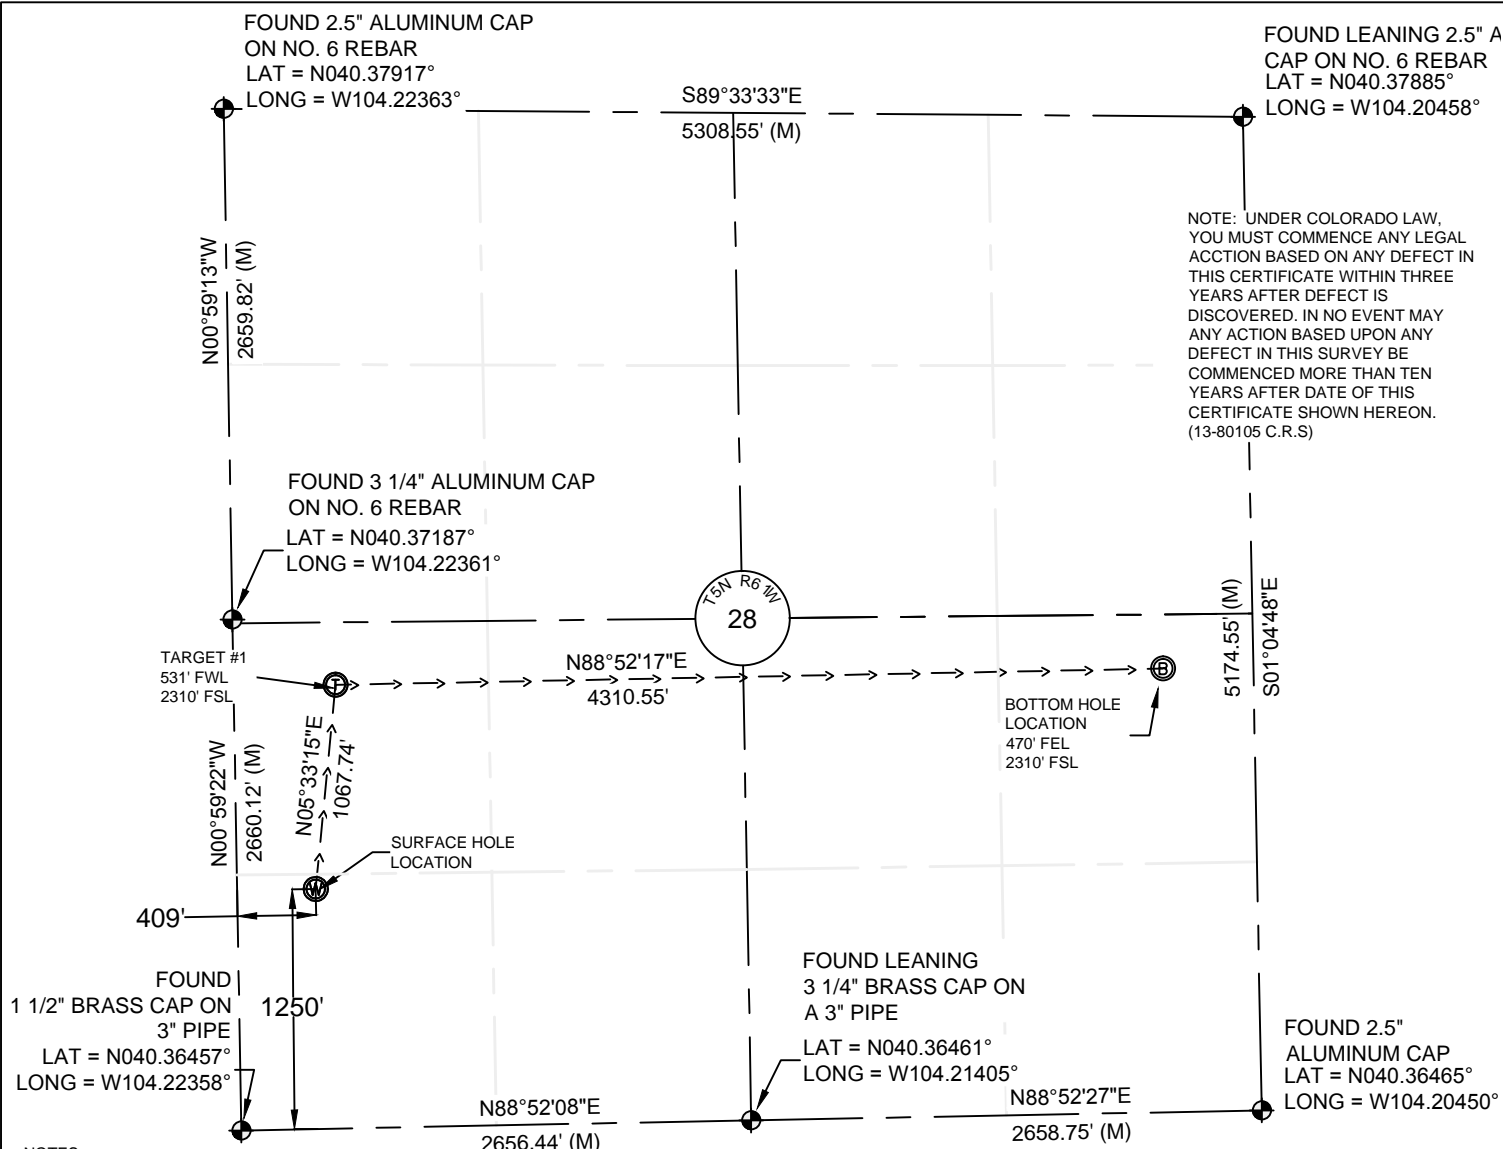 FOUND 2.5" ALUMINUM CAP
ON NO. 6 REBAR
LAT = N040.37917°
LONG = W104.22363°
S89°33'33"E
5308.55' (M)
FOUND LEANING 2.5" A
CAP ON NO. 6 REBAR
LAT = N040.37885°
LONG = W104.20458°
NOTE: UNDER COLORADO LAW,
YOU MUST COMMENCE ANY LEGAL
ACCTION BASED ON ANY DEFECT IN
THIS CERTIFICATE WITHIN THREE
YEARS AFTER DEFECT IS
DISCOVERED. IN NO EVENT MAY
ANY ACTION BASED UPON ANY
DEFECT IN THIS SURVEY BE
COMMENCED MORE THAN TEN
YEARS AFTER DATE OF THIS
CERTIFICATE SHOWN HEREON.
(13-80105 C.R.S)
N00°59'13"W
2659.82' (M)
FOUND 3 1/4" ALUMINUM CAP
ON NO. 6 REBAR
LAT = N040.37187°
LONG = W104.22361°
T5N R61W
28
5174.55' (M)
S01°04'48"E
TARGET #1
531' FWL
2310' FSL
T
N88°52'17"E
4310.55'
B
BOTTOM HOLE
LOCATION
470' FEL
2310' FSL
N00°59'22"W
2660.12' (M)
N05°33'15"E
1067.74'
SURFACE HOLE
LOCATION
W
409'
1250'
FOUND
1 1/2" BRASS CAP ON
3" PIPE
LAT = N040.36457°
LONG = W104.22358°
FOUND LEANING
3 1/4" BRASS CAP ON
A 3" PIPE
LAT = N040.36461°
LONG = W104.21405°
FOUND 2.5"
ALUMINUM CAP
LAT = N040.36465°
LONG = W104.20450°
N88°52'08"E
2656.44' (M)
N88°52'27"E
2658.75' (M)
NOTES